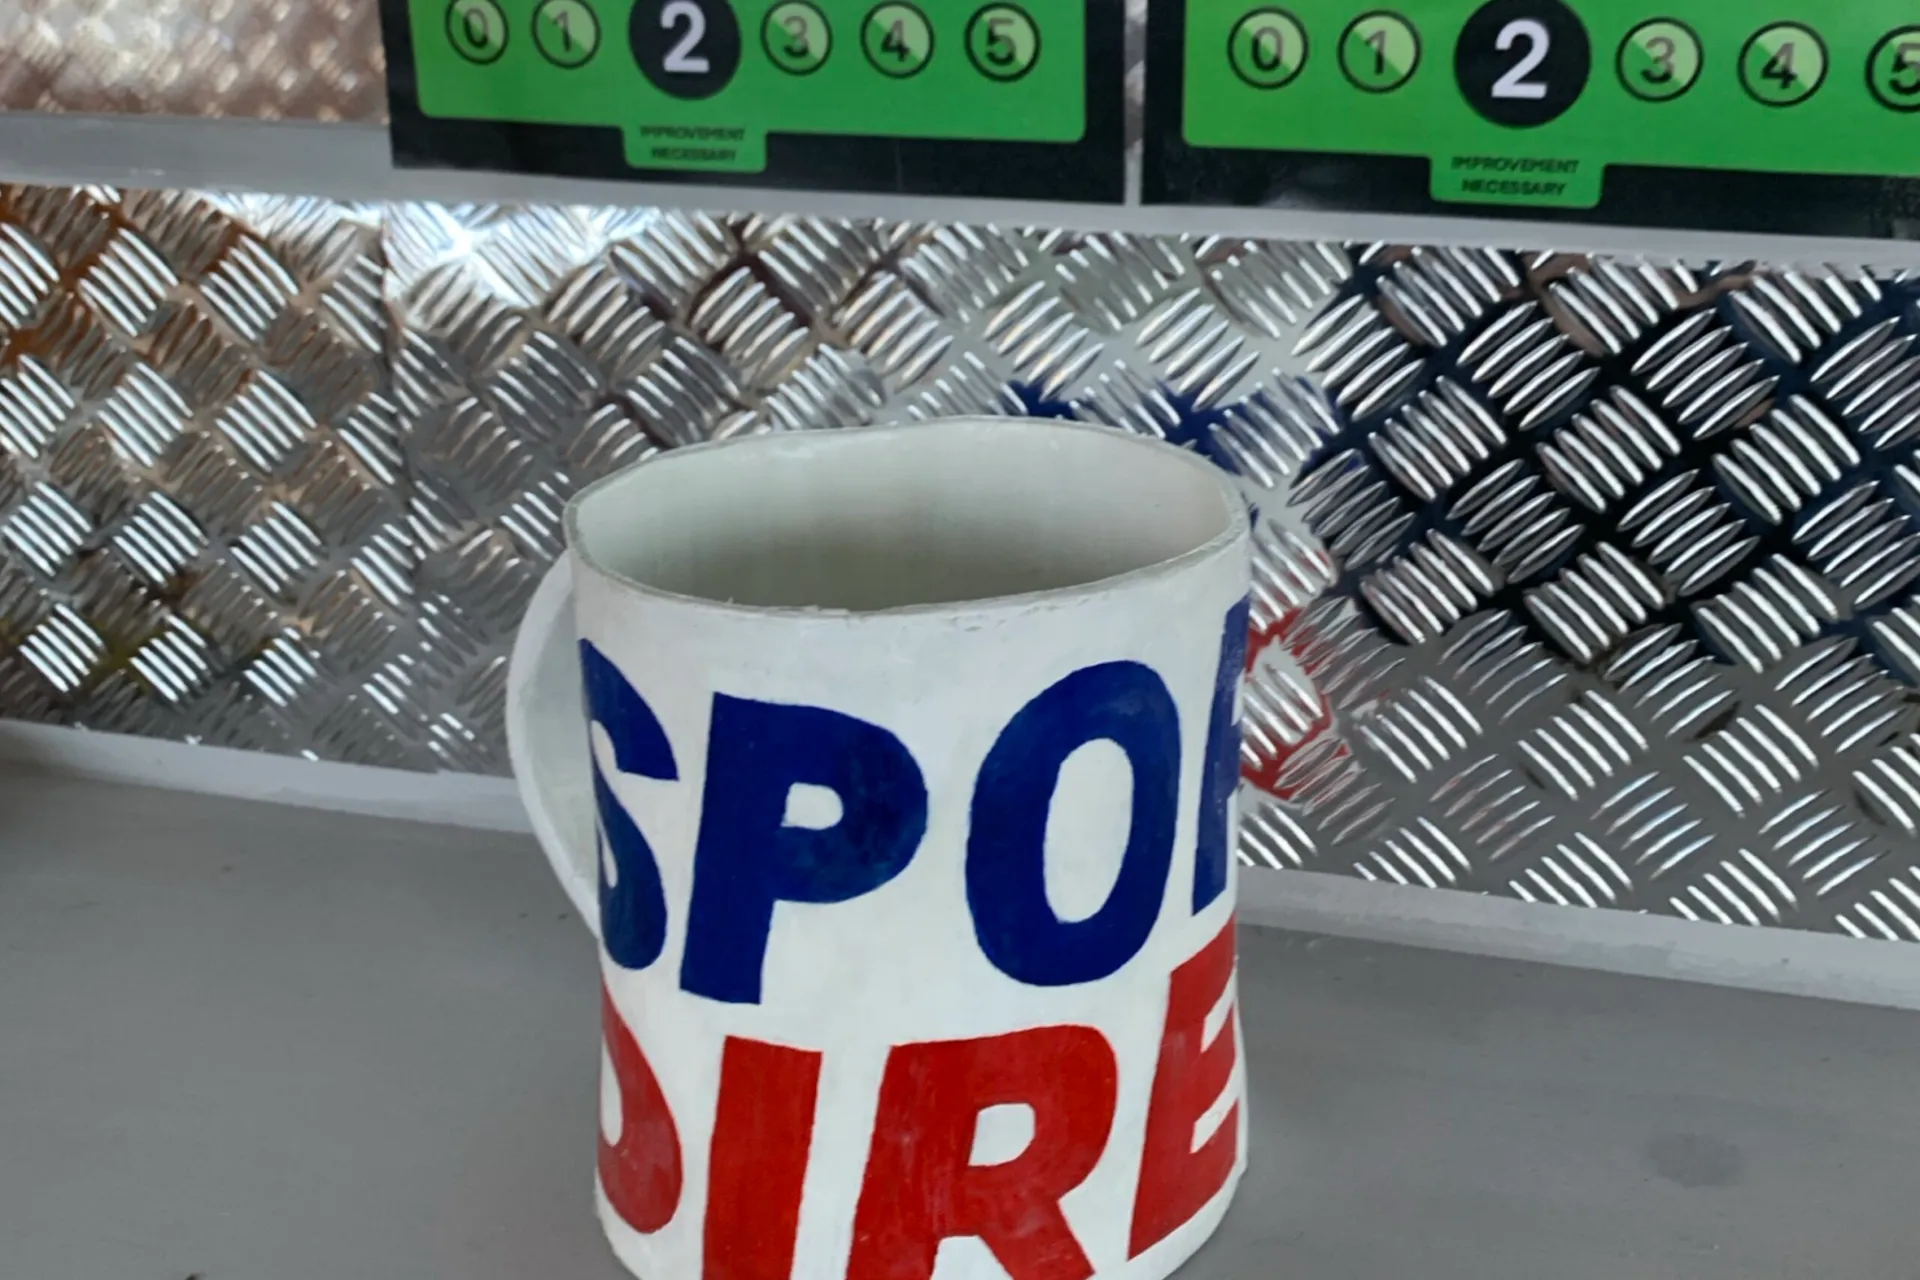 0 1 2 3 4 5
IMPROVEMENT
NECESSARY
0 1 2 3 4 5
IMPROVEMENT
NECESSARY
SPOR
DIRE